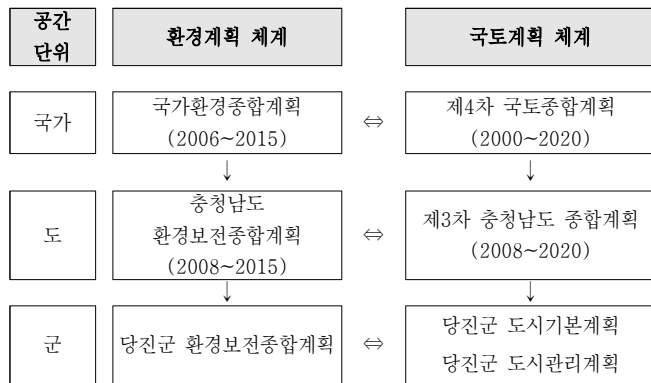 공간
단위
환경계획 체계
국토계획 체계
국가
국가환경종합계획
(2006~2015)
⇔
제4차 국토종합계획
(2000~2020)
↓
↓
도
충청남도
환경보전종합계획
(2008~2015)
⇔
제3차 충청남도 종합계획
(2008~2020)
↓
↓
군
당진군 환경보전종합계획
⇔
당진군 도시기본계획
당진군 도시관리계획